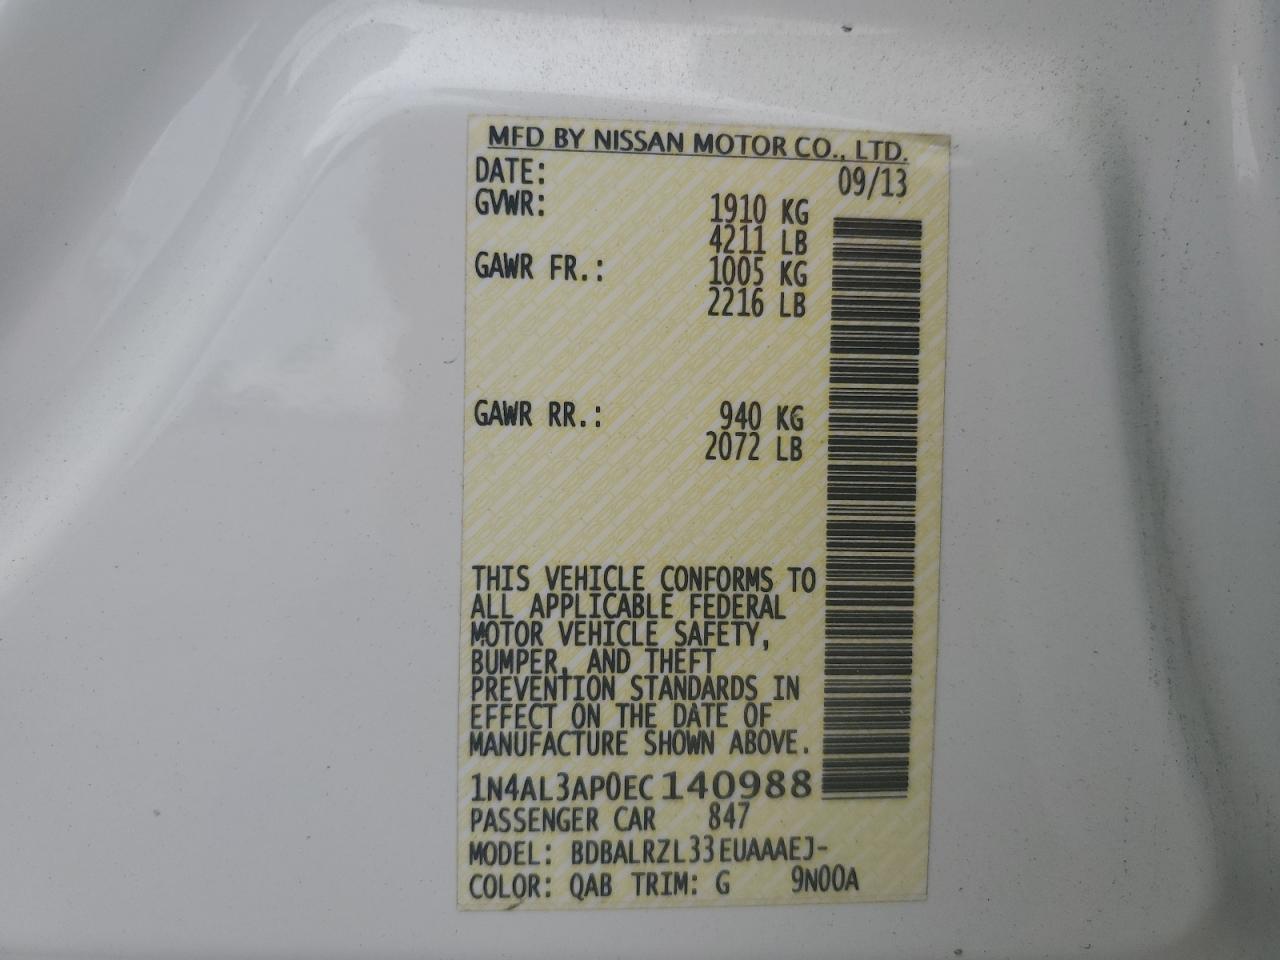 MFD BY NISSAN MOTOR CO., LTD.
DATE: 09/13
GVWR: 1910 KG
4211 LB
GAWR FR.: 1005 KG
2216 LB
GAWR RR.: 940 KG
2072 LB
THIS VEHICLE CONFORMS TO
ALL APPLICABLE FEDERAL
MOTOR VEHICLE SAFETY,
BUMPER, AND THEFT
PREVENTION STANDARDS IN
EFFECT ON THE DATE OF
MANUFACTURE SHOWN ABOVE.
1N4AL3AP0EC140988
PASSENGER CAR 847
MODEL: BDBALRZL33EUAAAEJ-
COLOR: QAB TRIM: G 9N00A